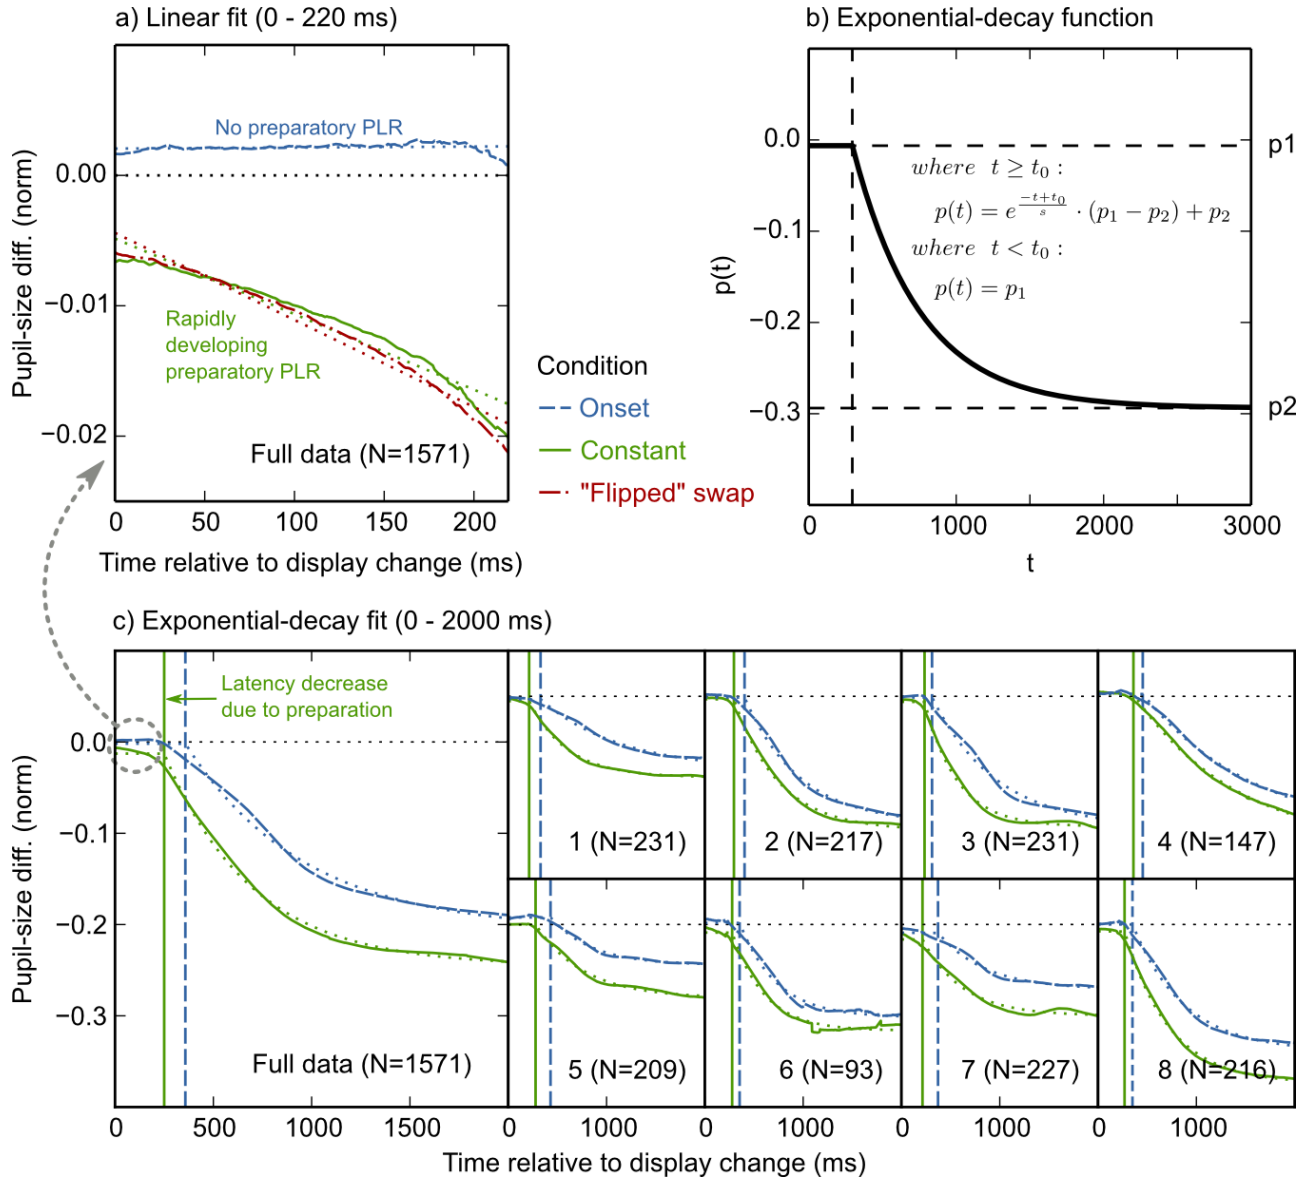 a) Linear fit (0 - 220 ms)
Pupil-size diff. (norm)
0.00
−0.01
−0.02
No preparatory PLR
Rapidly
developing
preparatory PLR
Full data (N=1571)
0 50 100 150 200
Time relative to display change (ms)
Condition
Onset
Constant
"Flipped" swap
b) Exponential-decay function
p(t)
0.0
−0.1
−0.2
−0.3
p1
p2
where t ≥ t₀ :
p(t) = e^((−t+t₀)/s) · (p₁ − p₂) + p₂
where t < t₀ :
p(t) = p₁
0 1000 2000 3000
t
c) Exponential-decay fit (0 - 2000 ms)
Pupil-size diff. (norm)
0.0
−0.1
−0.2
−0.3
Latency decrease
due to preparation
Full data (N=1571)
1 (N=231)
2 (N=217)
3 (N=231)
4 (N=147)
5 (N=209)
6 (N=93)
7 (N=227)
8 (N=216)
0 500 1000 1500 0 1000 0 1000 0 1000 0 1000
Time relative to display change (ms)